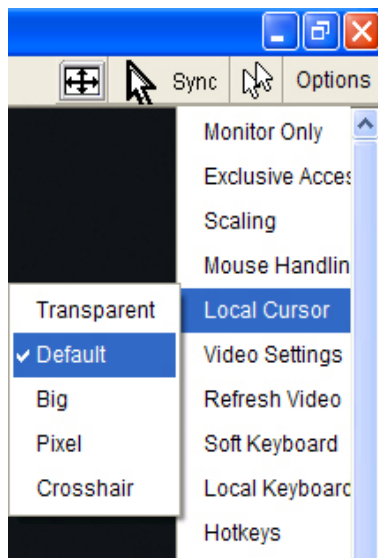 Sync Options
Monitor Only
Exclusive Acces
Scaling
Mouse Handlin
Local Cursor
Video Settings
Refresh Video
Soft Keyboard
Local Keyboard
Hotkeys
Transparent
Default
Big
Pixel
Crosshair